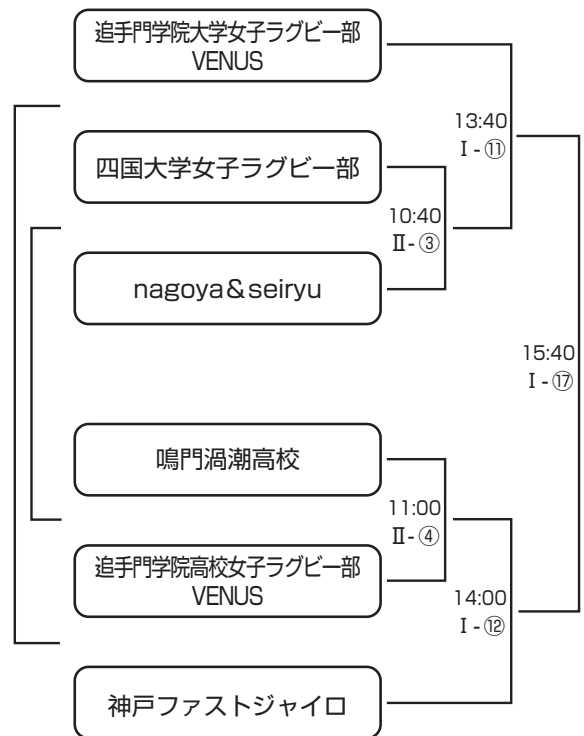 追手門学院大学女子ラグビー部
VENUS
13:40
Ⅰ-⑪
四国大学女子ラグビー部
10:40
Ⅱ-③
nagoya&seiryu
15:40
Ⅰ-⑰
鳴門渦潮高校
11:00
Ⅱ-④
追手門学院高校女子ラグビー部
VENUS
14:00
Ⅰ-⑫
神戸ファストジャイロ